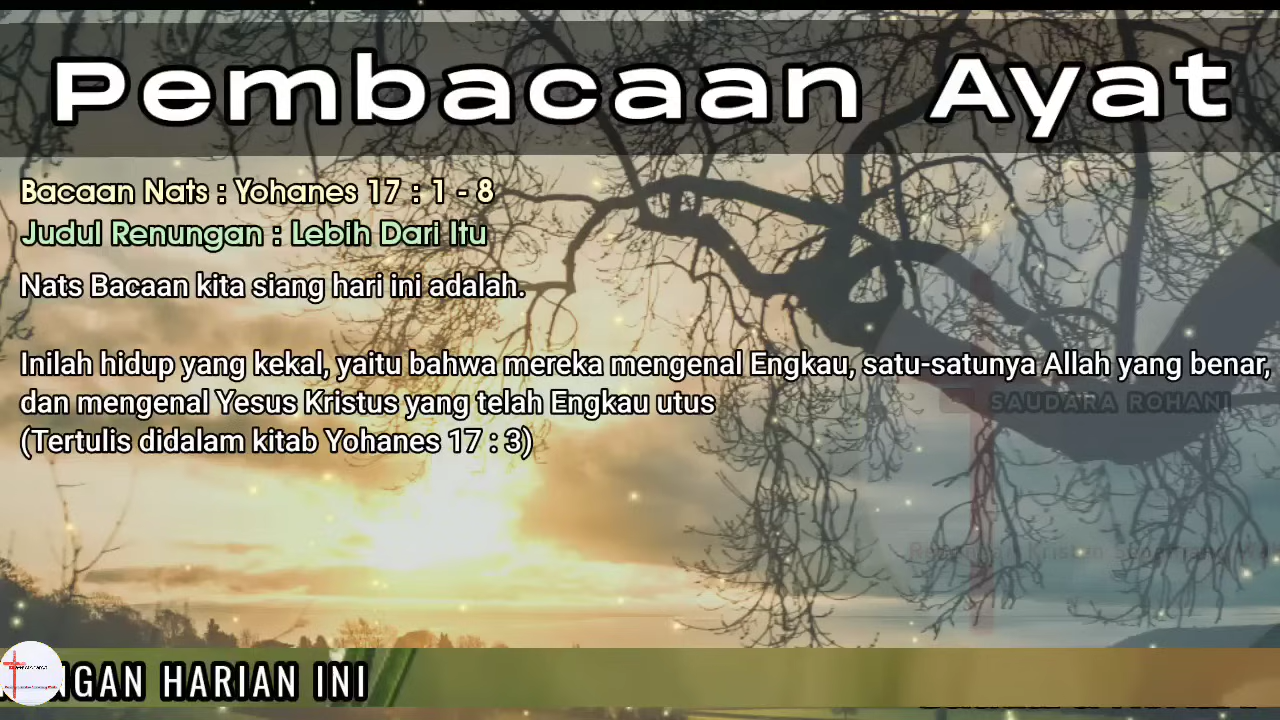 Pembacaan Ayat
Bacaan Nats : Yohanes 17 : 1 - 8
Judul Renungan : Lebih Dari Itu
Nats Bacaan kita siang hari ini adalah.
Inilah hidup yang kekal, yaitu bahwa mereka mengenal Engkau, satu-satunya Allah yang benar,
dan mengenal Yesus Kristus yang telah Engkau utus
(Tertulis didalam kitab Yohanes 17 : 3)
SAUDARA ROHANI
NGAN HARIAN INI